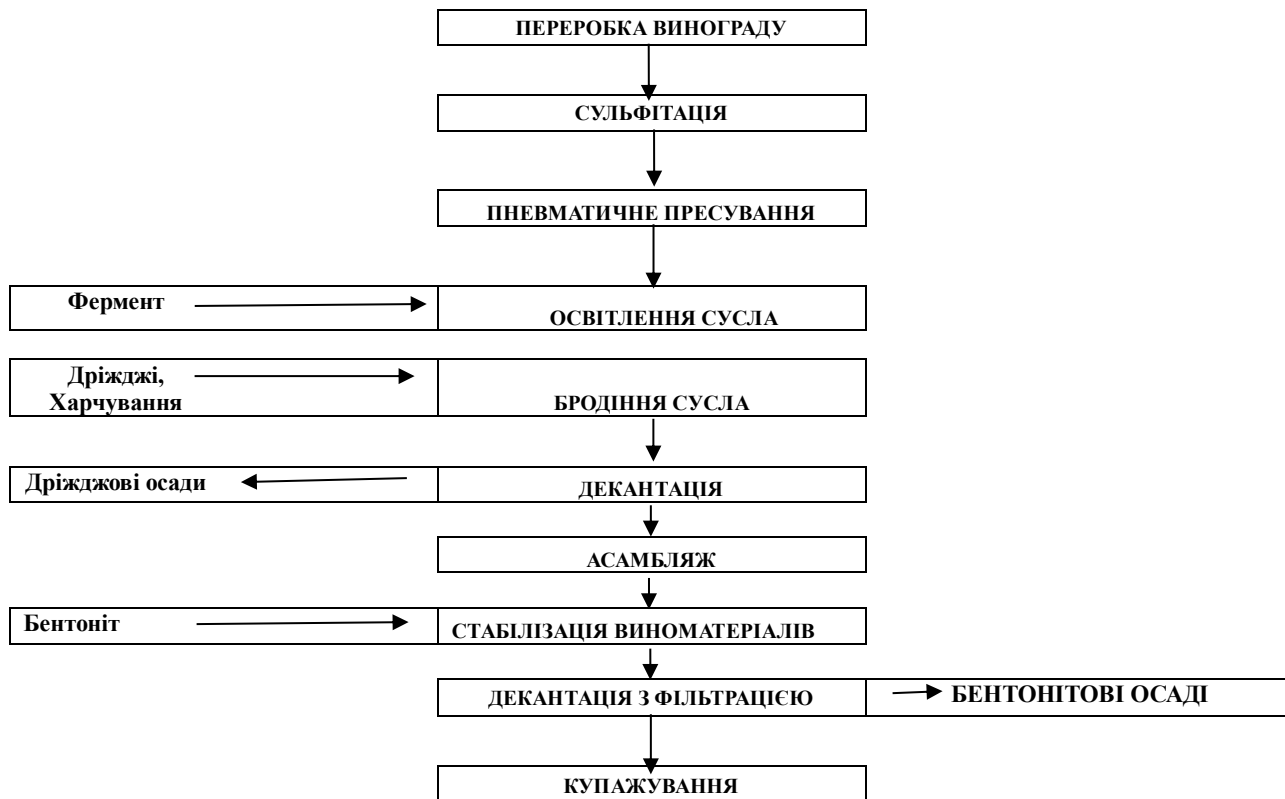 ПЕРЕРОБКА ВИНОГРАДУ
СУЛЬФІТАЦІЯ
ПНЕВМАТИЧНЕ ПРЕСУВАННЯ
Фермент
ОСВІТЛЕННЯ СУСЛА
Дріжджі,
Харчування
БРОДІННЯ СУСЛА
Дріжджові осади
ДЕКАНТАЦІЯ
АСАМБЛЯЖ
Бентоніт
СТАБІЛІЗАЦІЯ ВИНОМАТЕРІАЛІВ
ДЕКАНТАЦІЯ З ФІЛЬТРАЦІЄЮ
БЕНТОНІТОВІ ОСАДІ
КУПАЖУВАННЯ